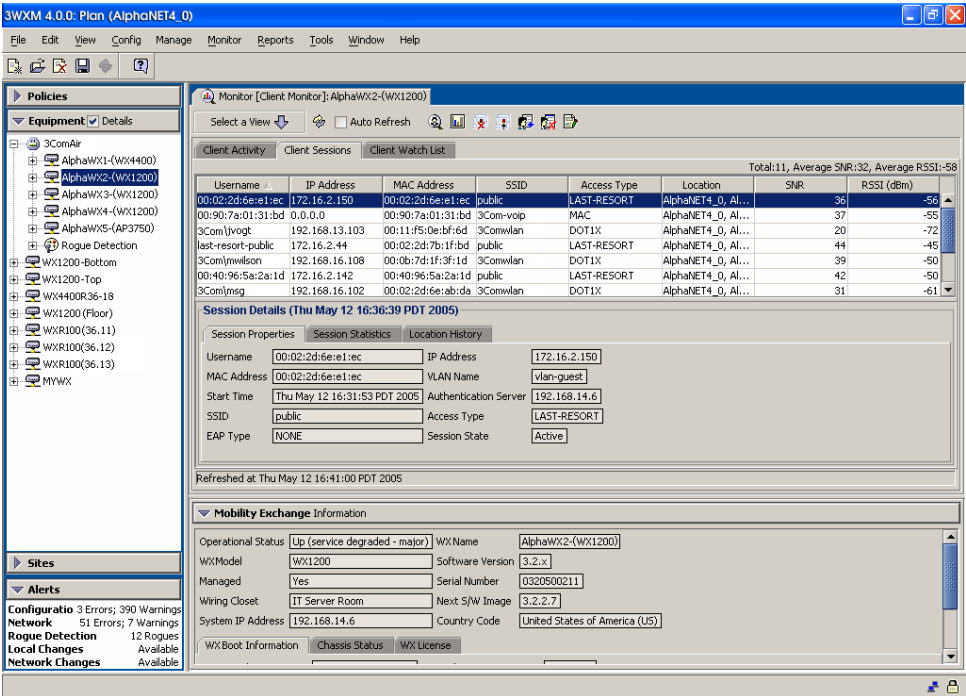 3WXM 4.0.0: Plan (AlphaNET4_0)
File Edit View Config Manage Monitor Reports Tools Window Help
Policies
Equipment Details
3ComAir
AlphaWX1-(WX4400)
AlphaWX2-(WX1200)
AlphaWX3-(WX1200)
AlphaWX4-(WX1200)
AlphaWX5-(AP3750)
Rogue Detection
WX1200-Bottom
WX1200-Top
WX4400R36-18
WX1200 (Floor)
WXR100(36.11)
WXR100(36.12)
WXR100(36.13)
MYWX
Sites
Alerts
Configuratio 3 Errors; 390 Warnings
Network 51 Errors; 7 Warnings
Rogue Detection 12 Rogues
Local Changes Available
Network Changes Available
Monitor [Client Monitor]: AlphaWX2-(WX1200)
Select a View Auto Refresh
Client Activity Client Sessions Client Watch List
Total:11, Average SNR:32, Average RSSI:-58
Username IP Address MAC Address SSID Access Type Location SNR RSSI (dBm)
00:02:2d:6e:e1:ec 172.16.2.150 00:02:2d:6e:e1:ec public LAST-RESORT AlphaNET4_0, Al... 36 -56
00:90:7a:01:31:bd 0.0.0.0 00:90:7a:01:31:bd 3Com-voip MAC AlphaNET4_0, Al... 37 -55
3Com\jvogt 192.168.13.103 00:11:f5:0e:bf:6d 3Comwlan DOT1X AlphaNET4_0, Al... 20 -72
last-resort-public 172.16.2.44 00:02:2d:7b:1f:bd public LAST-RESORT AlphaNET4_0, Al... 44 -45
3Com\mwilson 192.168.16.108 00:0b:7d:1f:3f:1d 3Comwlan DOT1X AlphaNET4_0, Al... 39 -50
00:40:96:5a:2a:1d 172.16.2.142 00:40:96:5a:2a:1d public LAST-RESORT AlphaNET4_0, Al... 42 -50
3Com\msg 192.168.16.102 00:02:2d:6e:ab:da 3Comwlan DOT1X AlphaNET4_0, Al... 31 -61
Session Details (Thu May 12 16:36:39 PDT 2005)
Session Properties Session Statistics Location History
Username 00:02:2d:6e:e1:ec IP Address 172.16.2.150
MAC Address 00:02:2d:6e:e1:ec VLAN Name vlan-guest
Start Time Thu May 12 16:31:53 PDT 2005 Authentication Server 192.168.14.6
SSID public Access Type LAST-RESORT
EAP Type NONE Session State Active
Refreshed at Thu May 12 16:41:00 PDT 2005
Mobility Exchange Information
Operational Status Up (service degraded - major) WX Name AlphaWX2-(WX1200)
WX Model WX1200 Software Version 3.2.x
Managed Yes Serial Number 0320500211
Wiring Closet IT Server Room Next S/W Image 3.2.2.7
System IP Address 192.168.14.6 Country Code United States of America (US)
WX Boot Information Chassis Status WX License